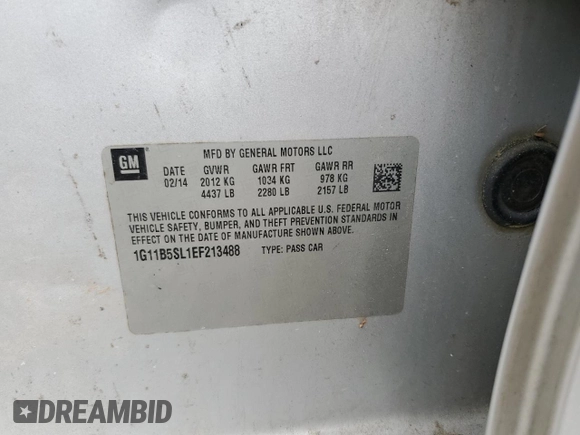 GM
MFD BY GENERAL MOTORS LLC
DATE GVWR GAWR FRT GAWR RR
02/14 2012 KG 1034 KG 978 KG
4437 LB 2280 LB 2157 LB
THIS VEHICLE CONFORMS TO ALL APPLICABLE U.S. FEDERAL MOTOR
VEHICLE SAFETY, BUMPER, AND THEFT PREVENTION STANDARDS IN
EFFECT ON THE DATE OF MANUFACTURE SHOWN ABOVE.
1G11B5SL1EF213488 TYPE: PASS CAR
DREAMBID